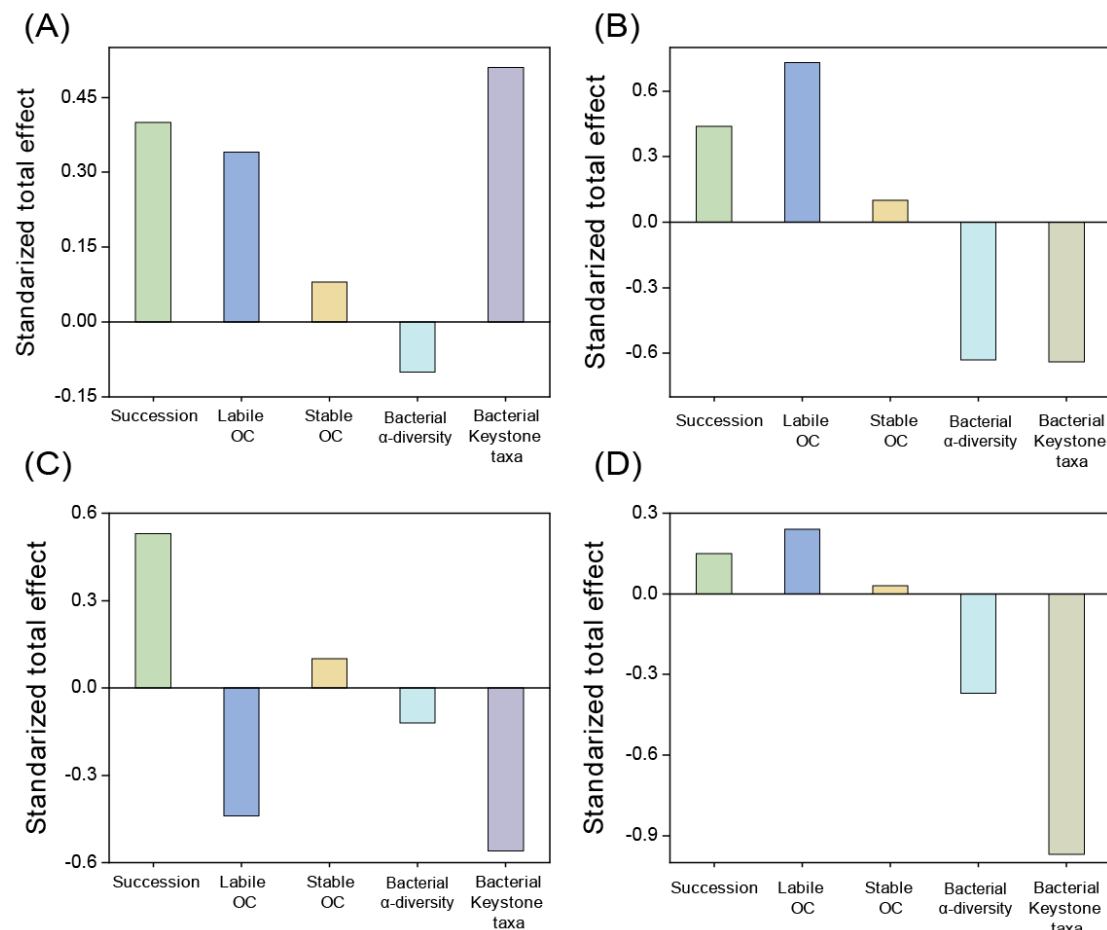 (A)
Standarized total effect
0.45
0.30
0.15
0.00
-0.15
Succession
Labile
OC
Stable
OC
Bacterial
α-diversity
Bacterial
Keystone
taxa
(B)
Standarized total effect
0.6
0.3
0.0
-0.3
-0.6
Succession
Labile
OC
Stable
OC
Bacterial
α-diversity
Bacterial
Keystone
taxa
(C)
Standarized total effect
0.6
0.3
0.0
-0.3
-0.6
Succession
Labile
OC
Stable
OC
Bacterial
α-diversity
Bacterial
Keystone
taxa
(D)
Standarized total effect
0.3
0.0
-0.3
-0.6
-0.9
Succession
Labile
OC
Stable
OC
Bacterial
α-diversity
Bacterial
Keystone
taxa